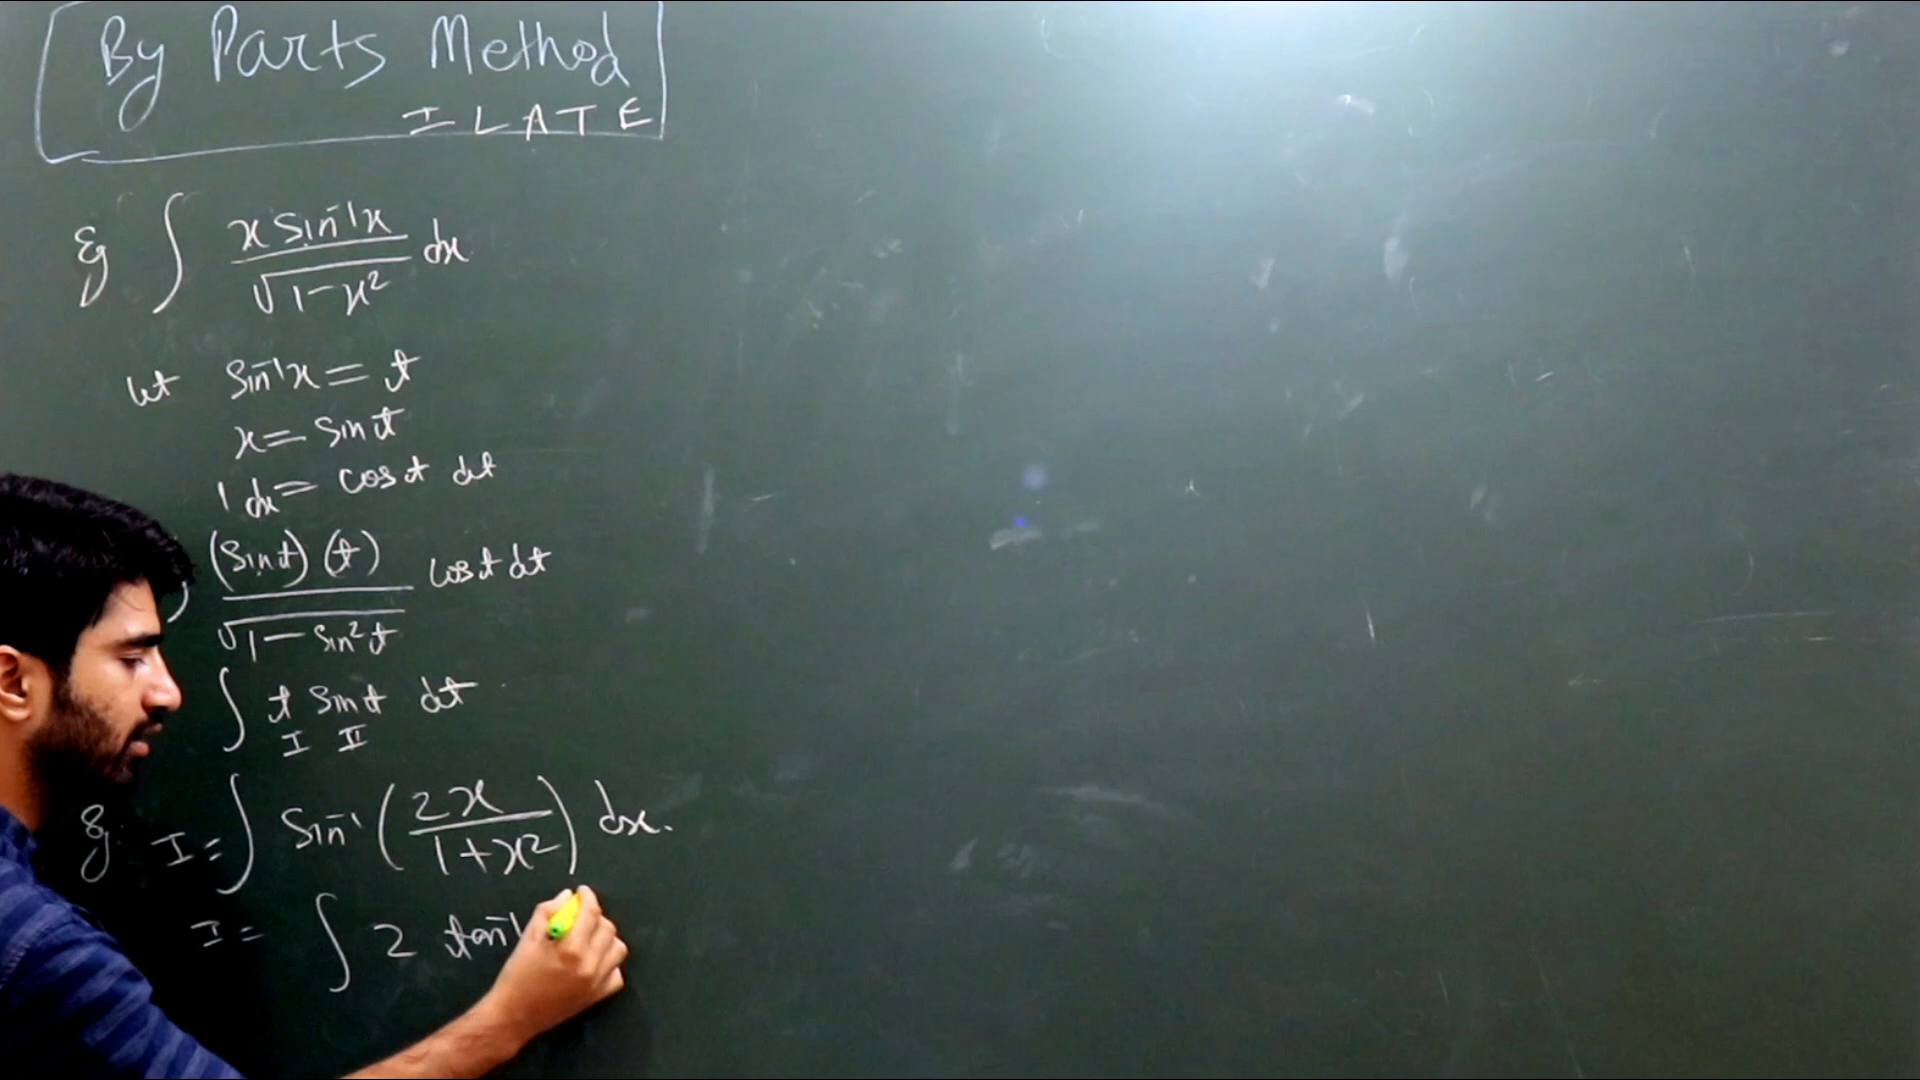 By Parts Method
ILATE
Eg ∫ x sin⁻¹x / √1-x² dx
let sin⁻¹x = t
x = sin t
1 dx = cos t dt
(sin t) (t) / √1 - sin²t cos t dt
∫ t sin t dt
I II
Eg. I = ∫ sin⁻¹ (2x / 1+x²) dx.
I = ∫ 2 tan⁻¹